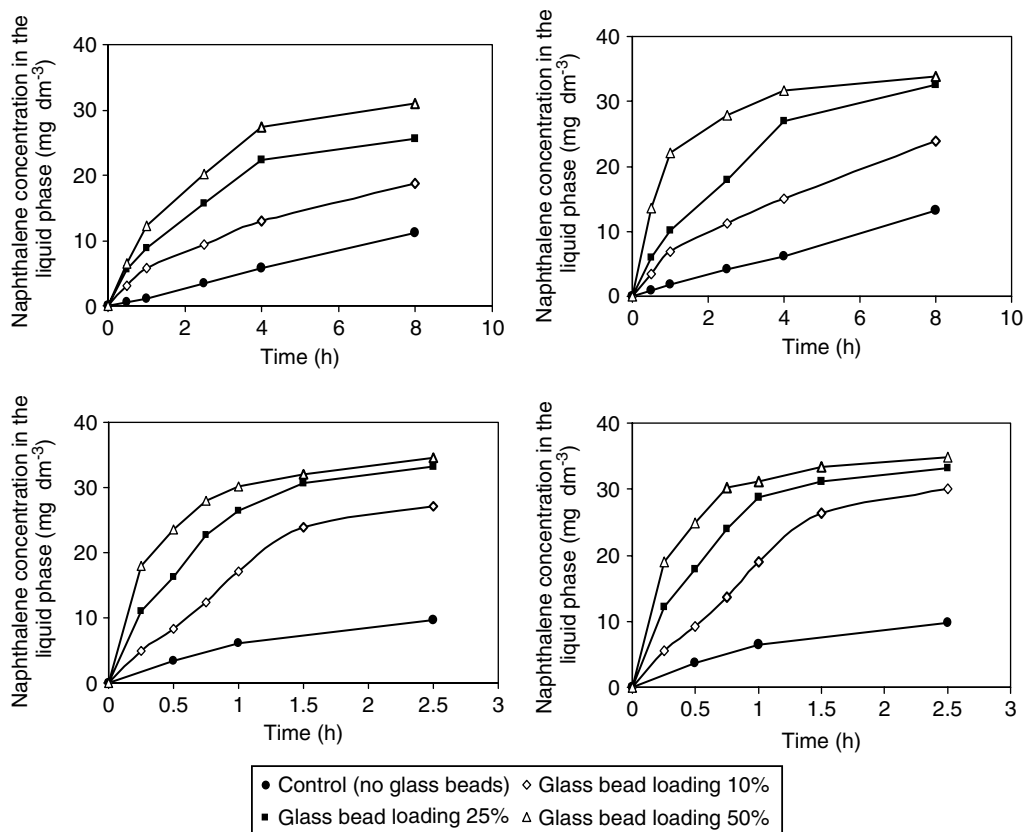 Naphthalene concentration in the
liquid phase (mg dm-3)
40
30
20
10
0
0 2 4 6 8 10
Time (h)
Naphthalene concentration in the
liquid phase (mg dm-3)
40
30
20
10
0
0 2 4 6 8 10
Time (h)
Naphthalene concentration in the
liquid phase (mg dm-3)
40
30
20
10
0
0 0.5 1 1.5 2 2.5 3
Time (h)
Naphthalene concentration in the
liquid phase (mg dm-3)
40
30
20
10
0
0 0.5 1 1.5 2 2.5 3
Time (h)
Control (no glass beads) Glass bead loading 10%
Glass bead loading 25% Glass bead loading 50%